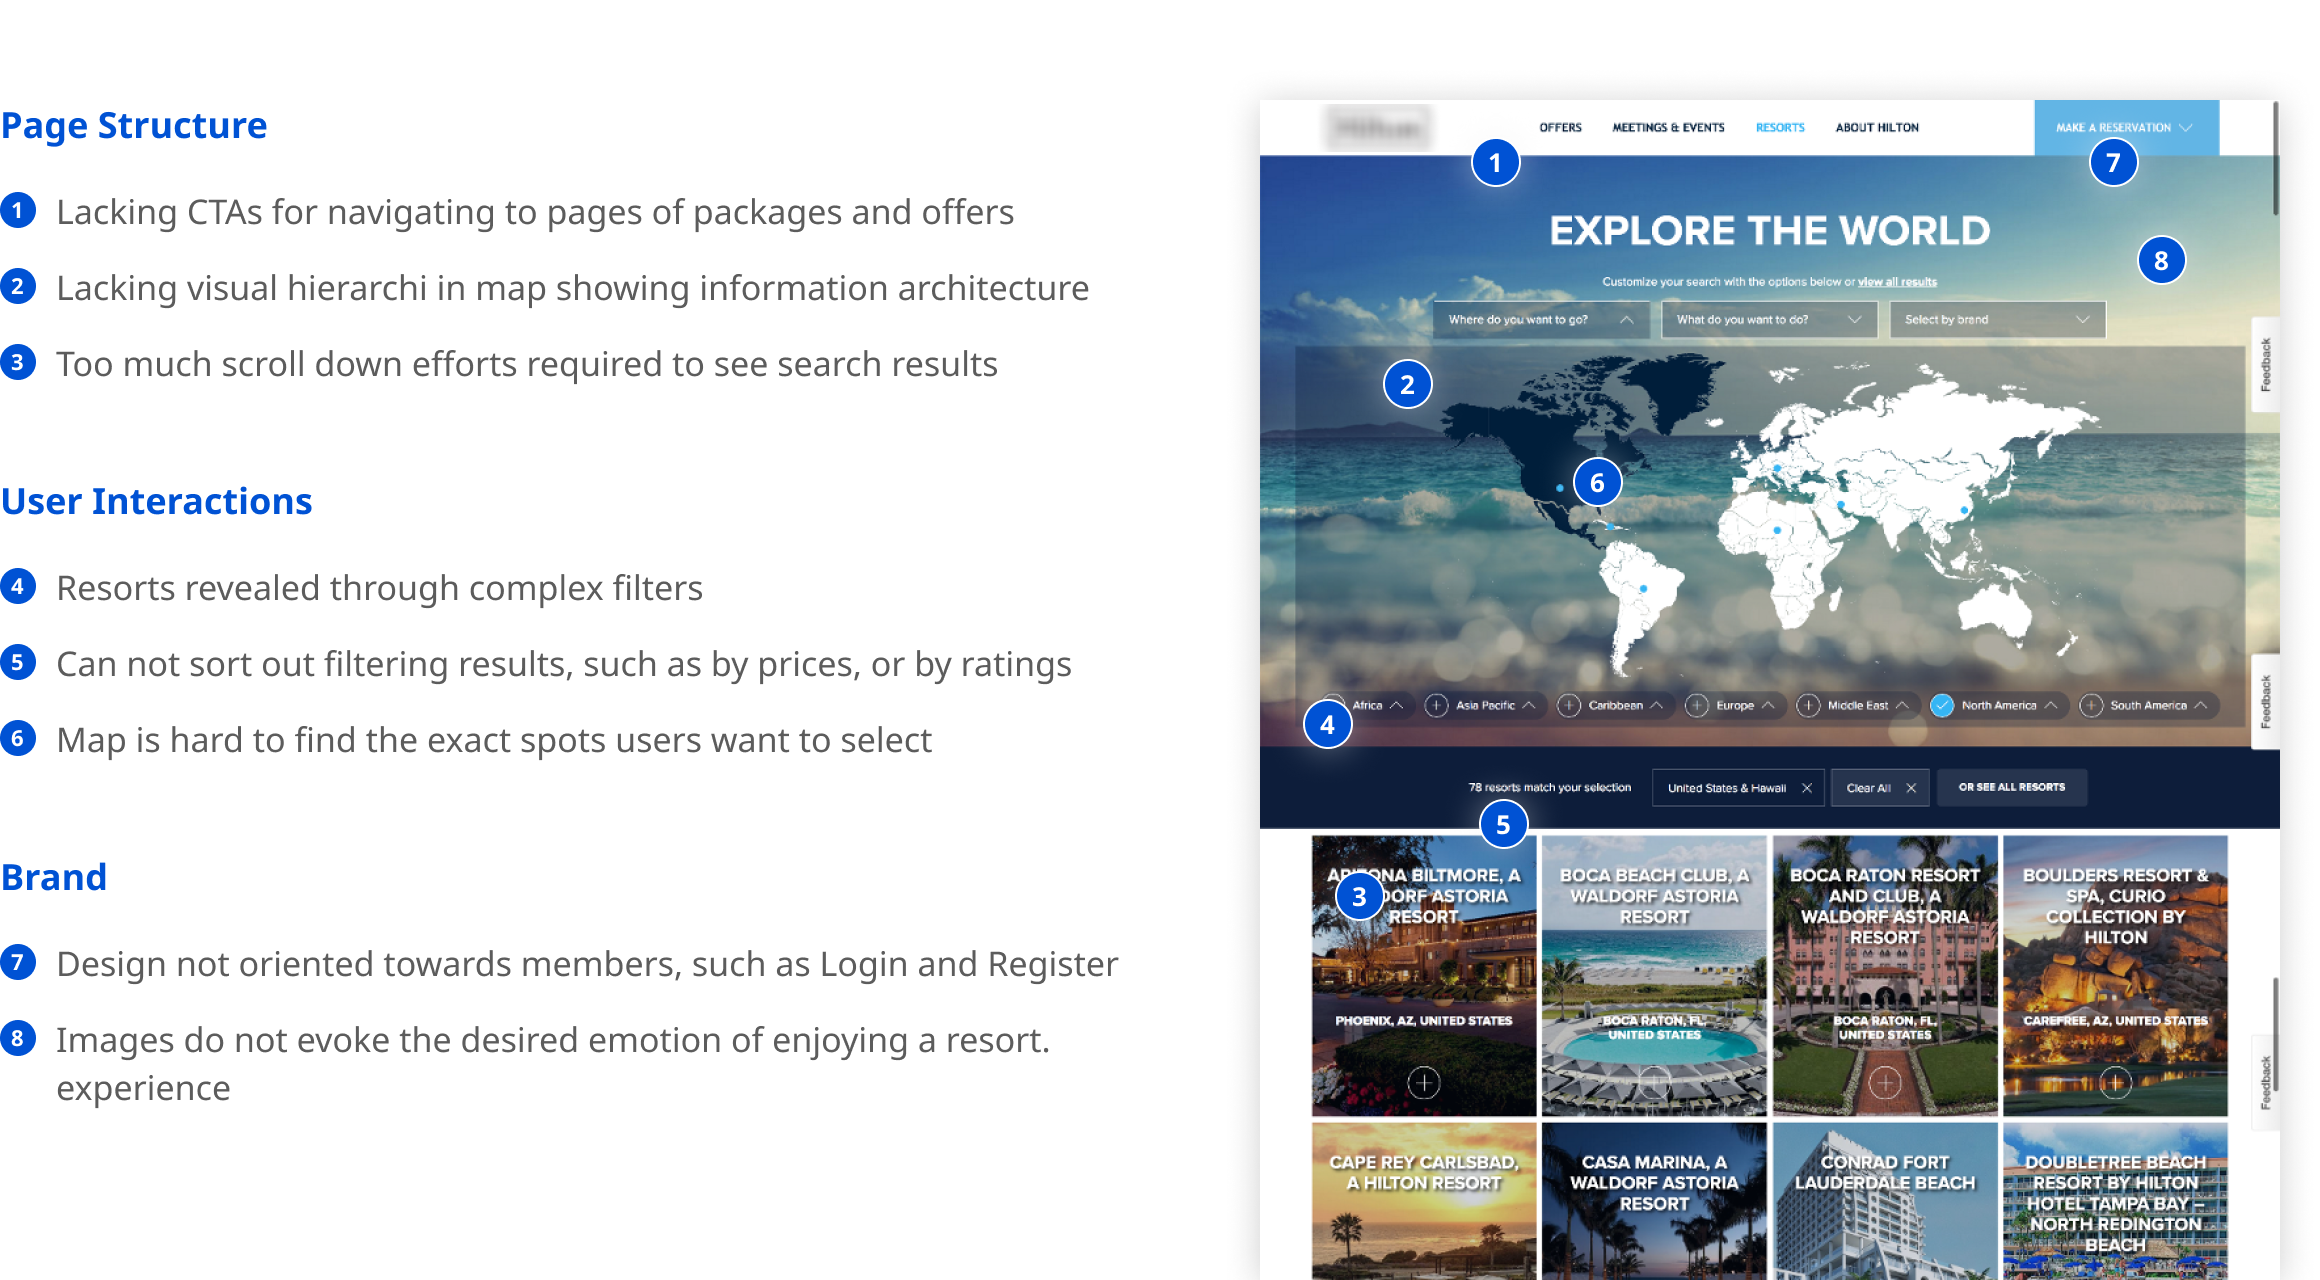 Page Structure
1 Lacking CTAs for navigating to pages of packages and offers
2 Lacking visual hierarchi in map showing information architecture
3 Too much scroll down efforts required to see search results
User Interactions
4 Resorts revealed through complex filters
5 Can not sort out filtering results, such as by prices, or by ratings
6 Map is hard to find the exact spots users want to select
Brand
7 Design not oriented towards members, such as Login and Register
8 Images do not evoke the desired emotion of enjoying a resort.
experience
Hilton
OFFERS MEETINGS & EVENTS RESORTS ABOUT HILTON MAKE A RESERVATION
1
7
EXPLORE THE WORLD
8
Customize your search with the options below or view all results
Where do you want to go? What do you want to do? Select by brand
Feedback
2
6
Africa Asia Pacific Caribbean Europe Middle East North America South America
Feedback
4
78 resorts match your selection United States & Hawaii Clear All OR SEE ALL RESORTS
5
3
BILTMORE, A
ASTORIA
RESORT
PHOENIX, AZ, UNITED STATES
BOCA BEACH CLUB, A
WALDORF ASTORIA
RESORT
BOCA RATON, FL,
UNITED STATES
BOCA RATON RESORT
AND CLUB, A
WALDORF ASTORIA
RESORT
BOCA RATON, FL,
UNITED STATES
BOULDERS RESORT &
SPA, CURIO
COLLECTION BY
HILTON
CAREFREE, AZ, UNITED STATES
Feedback
CAPE REY CARLSBAD,
A HILTON RESORT
CASA MARINA, A
WALDORF ASTORIA
RESORT
CONRAD FORT
LAUDERDALE BEACH
DOUBLETREE BEACH
RESORT BY HILTON
HOTEL TAMPA BAY –
NORTH REDINGTON
BEACH